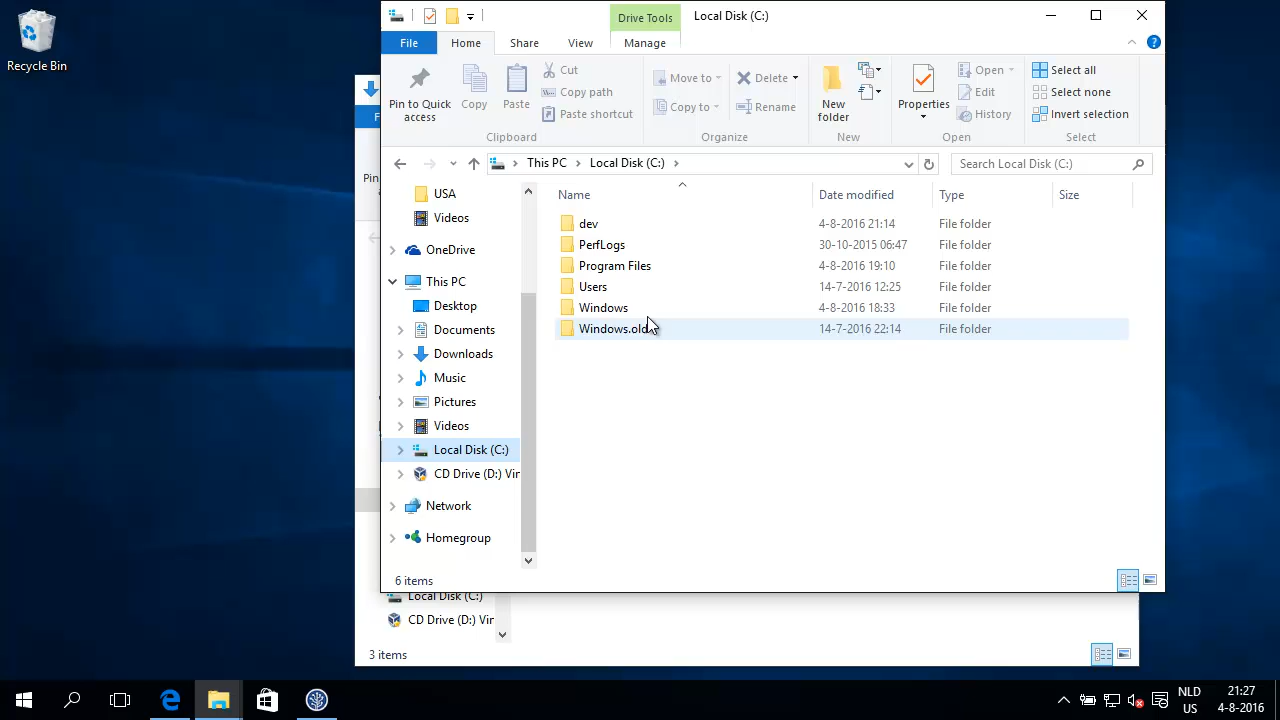 Recycle Bin
Drive Tools
Local Disk (C:)
File
Home
Share
View
Manage
Pin to Quick access
Copy
Paste
Cut
Copy path
Paste shortcut
Clipboard
Move to
Copy to
Delete
Rename
Organize
New folder
New
Properties
Open
Edit
History
Open
Select all
Select none
Invert selection
Select
This PC
Local Disk (C:)
Search Local Disk (C:)
USA
Videos
OneDrive
This PC
Desktop
Documents
Downloads
Music
Pictures
Videos
Local Disk (C:)
CD Drive (D:) Vir
Network
Homegroup
Name Date modified Type Size
dev 4-8-2016 21:14 File folder
PerfLogs 30-10-2015 06:47 File folder
Program Files 4-8-2016 19:10 File folder
Users 14-7-2016 12:25 File folder
Windows 4-8-2016 18:33 File folder
Windows.old 14-7-2016 22:14 File folder
6 items
F
Pin
Local Disk (C:)
CD Drive (D:) Vir
3 items
NLD
US
21:27
4-8-2016